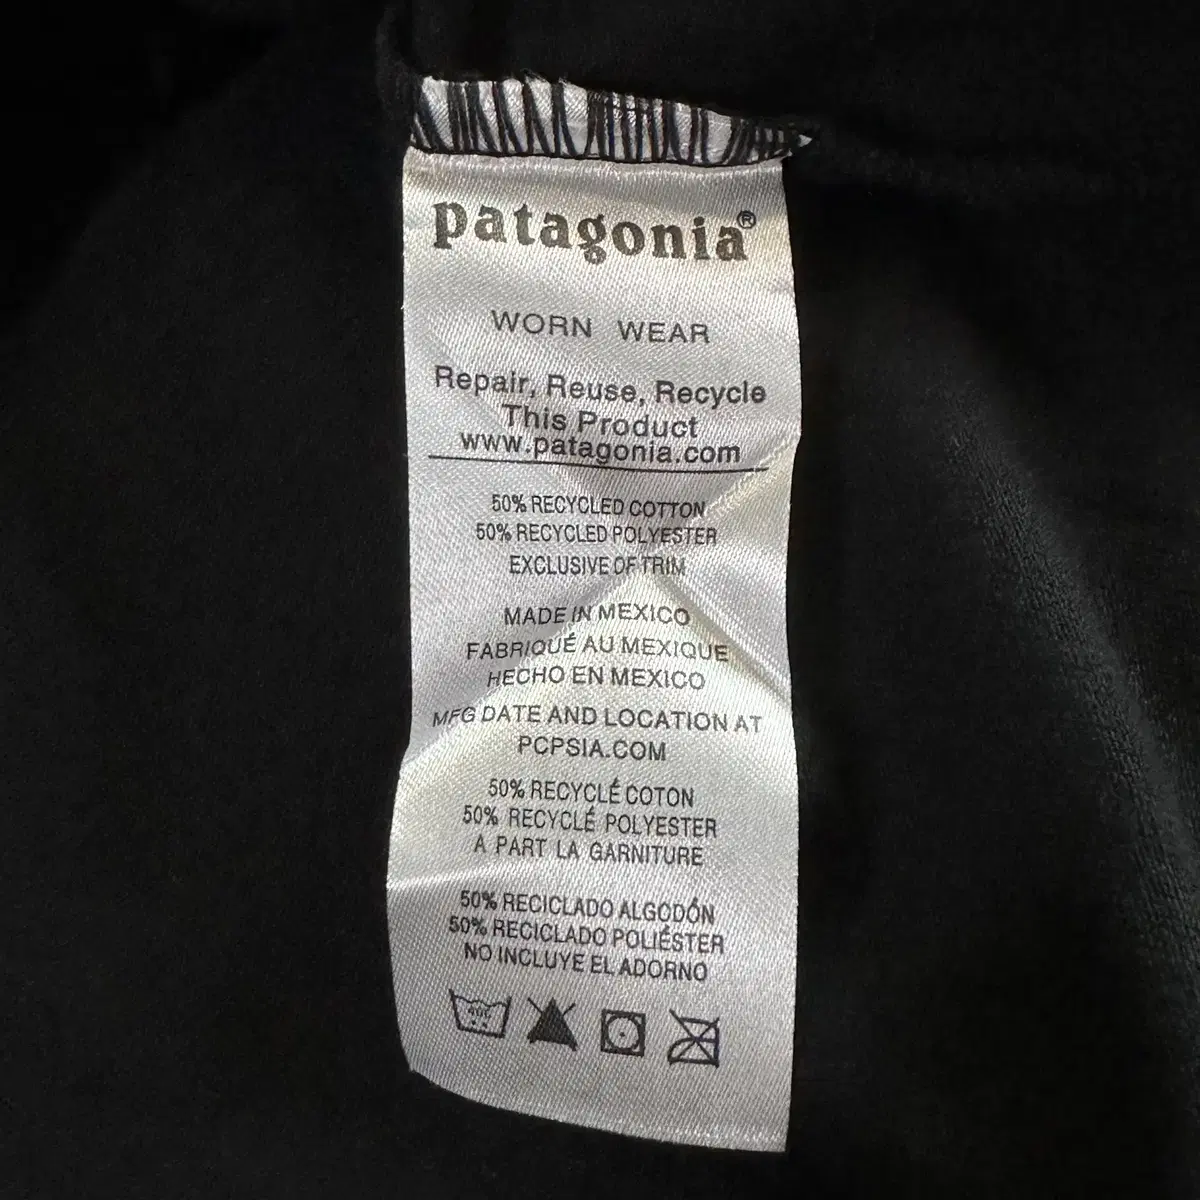 patagonia®
WORN WEAR
Repair, Reuse, Recycle
This Product
www.patagonia.com
50% RECYCLED COTTON
50% RECYCLED POLYESTER
EXCLUSIVE OF TRIM
MADE IN MEXICO
FABRIQUÉ AU MEXIQUE
HECHO EN MEXICO
MFG DATE AND LOCATION AT
PCPSIA.COM
50% RECYCLÉ COTON
50% RECYCLÉ POLYESTER
A PART LA GARNITURE
50% RECICLADO ALGODÓN
50% RECICLADO POLIÉSTER
NO INCLUYE EL ADORNO
40C